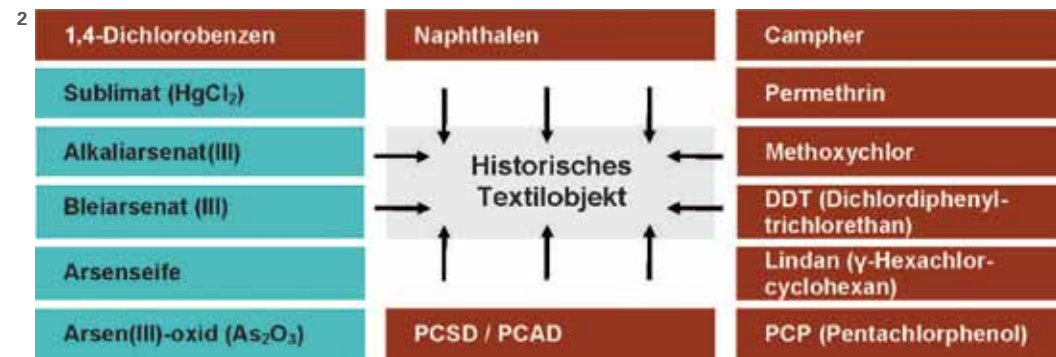 2
1,4-Dichlorobenzen
Naphthalen
Campher
Sublimat (HgCl₂)
Permethrin
Alkaliarsenat(III)
Historisches
Textilobjekt
Methoxychlor
Bleiarsenat (III)
DDT (Dichlordiphenyl-
trichlorethan)
Arsenseife
Lindan (γ-Hexachlor-
cyclohexan)
Arsen(III)-oxid (As₂O₃)
PCSD / PCAD
PCP (Pentachlorphenol)